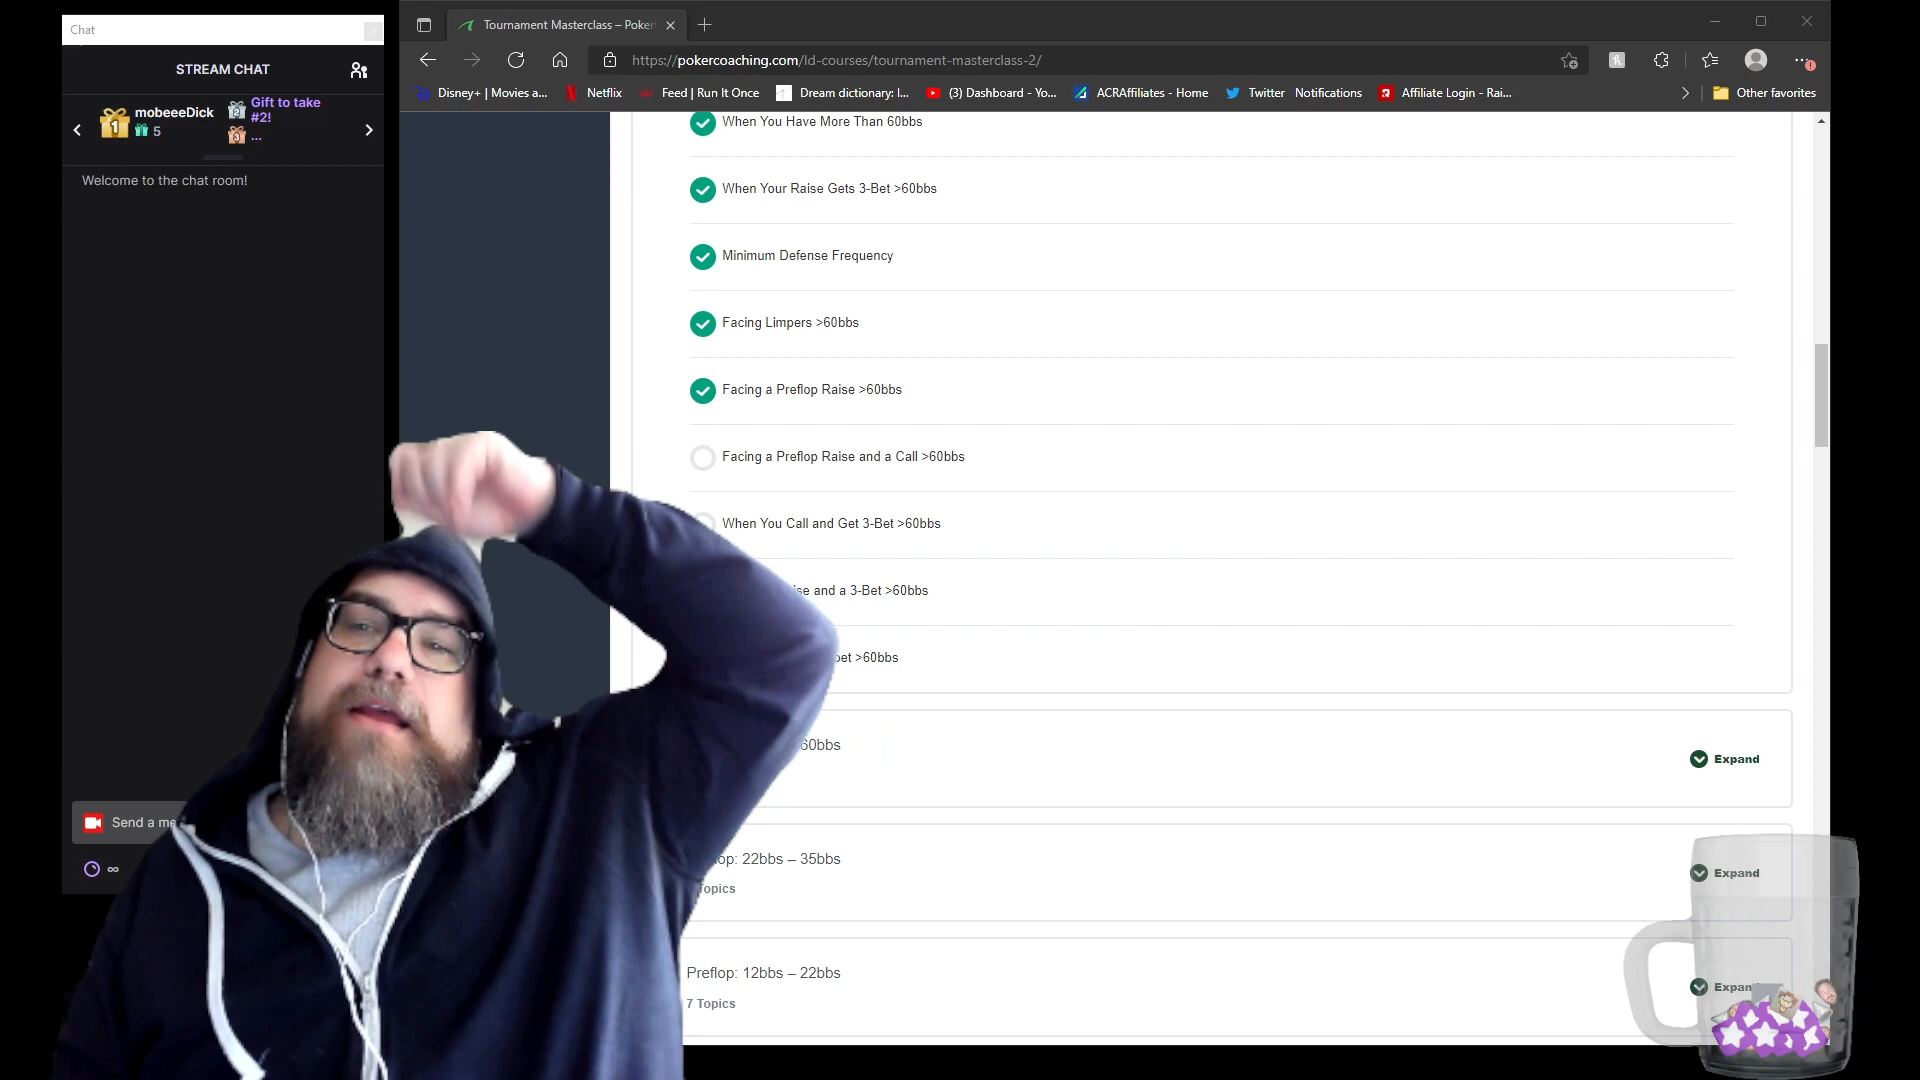 Chat
STREAM CHAT
mobeeeDick
5
Gift to take
#2!
...
Welcome to the chat room!
Send a me
∞
Tournament Masterclass – Poker
https://pokercoaching.com/ld-courses/tournament-masterclass-2/
Disney+ | Movies a...
Netflix
Feed | Run It Once
Dream dictionary: I...
(3) Dashboard - Yo...
ACRAffiliates - Home
Twitter
Notifications
Affiliate Login - Rai...
Other favorites
When You Have More Than 60bbs
When Your Raise Gets 3-Bet >60bbs
Minimum Defense Frequency
Facing Limpers >60bbs
Facing a Preflop Raise >60bbs
Facing a Preflop Raise and a Call >60bbs
When You Call and Get 3-Bet >60bbs
ise and a 3-Bet >60bbs
bet >60bbs
60bbs
Expand
op: 22bbs – 35bbs
Topics
Expand
Preflop: 12bbs – 22bbs
7 Topics
Expan